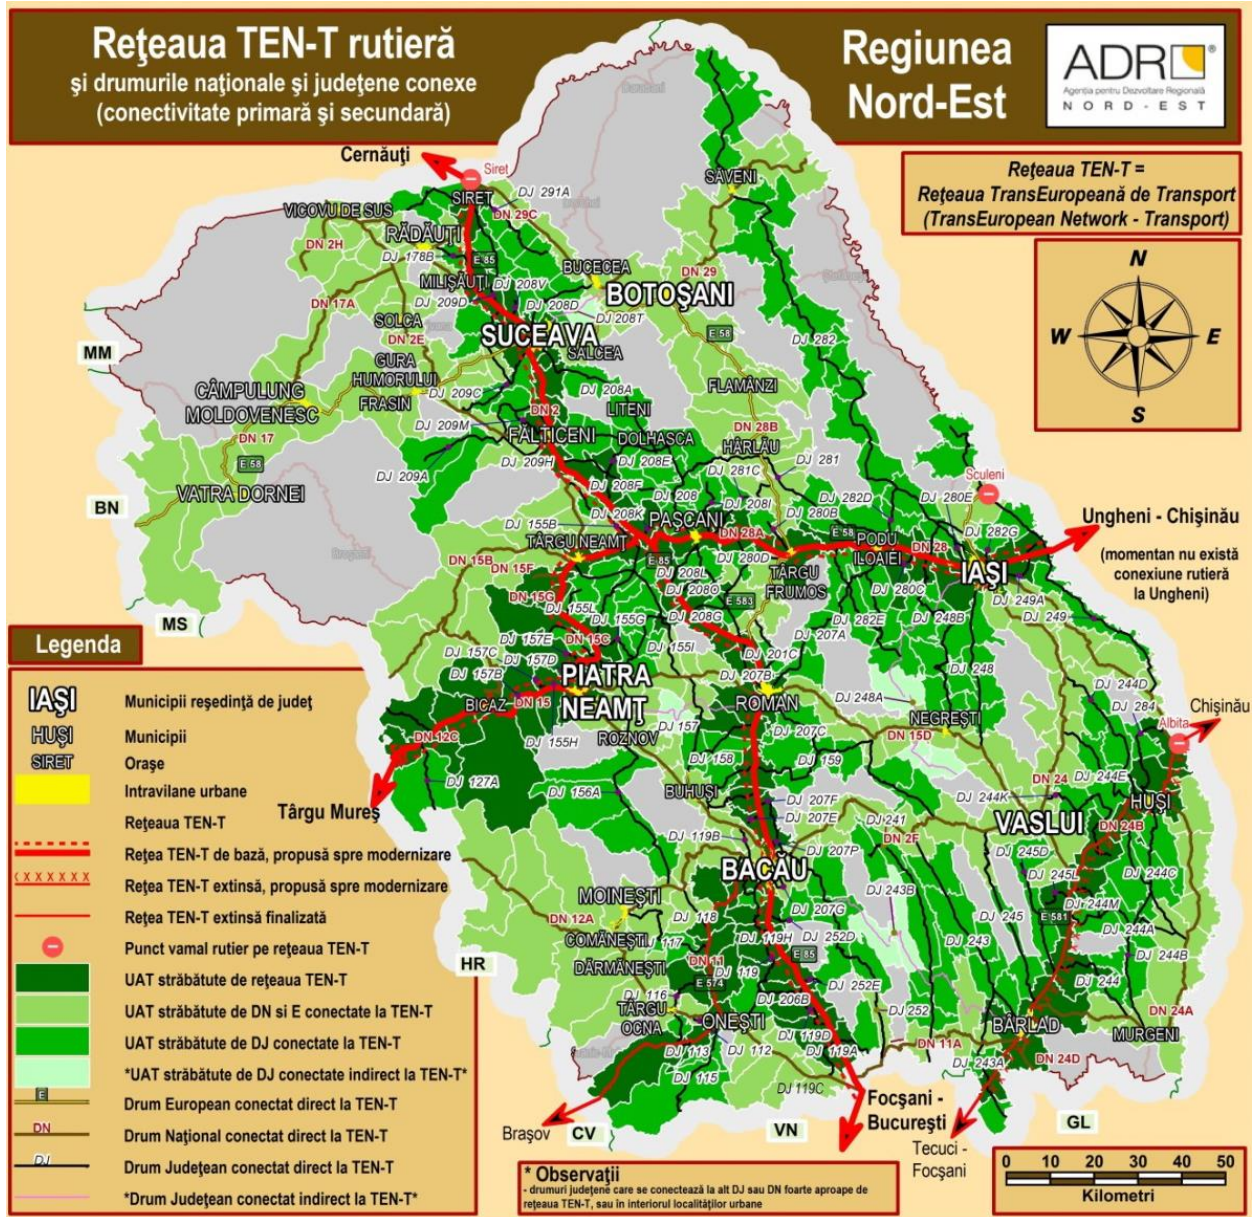 Reţeaua TEN-T rutieră
şi drumurile naţionale şi judeţene conexe
(conectivitate primară şi secundară)
Regiunea
Nord-Est
ADR
Agenţia pentru Dezvoltare Regională
NORD-EST
Reţeaua TEN-T =
Reţeaua TransEuropeană de Transport
(TransEuropean Network - Transport)
N
W
E
S
Cernăuţi
Siret
SIRET
DJ 291A
DN 29C
VICOVU DE SUS
RĂDĂUŢI
DN 2H
DJ 178B
E 85
SĂVENI
BUCECEA
DN 29
MILIŞĂUŢI
DJ 208V
BOTOŞANI
DN 17A
DJ 209D
DJ 208D
SOLCA
DJ 208T
DN 2E
SUCEAVA
E 58
DJ 282
SALCEA
MM
GURA
HUMORULUI
FRASIN
CÂMPULUNG
MOLDOVENESC
DJ 209C
DJ 208A
FLAMÂNZI
DN 2
LITENI
DJ 209M
DN 28B
FĂLTICENI
DOLHASCA
HÂRLĂU
DN 17
E 58
DJ 209H
DJ 208E
DJ 281
DJ 281C
DJ 209A
DJ 208F
VATRA DORNEI
DJ 208
DJ 282D
DJ 280E
Sculeni
DJ 208I
BN
DJ 208K
DJ 280B
PAŞCANI
DJ 282G
DJ 155B
Ungheni - Chişinău
TÂRGU NEAMŢ
DN 28A
E 58
PODU
ILOAIEI
DN 28
(momentan nu există
conexiune rutieră
la Ungheni)
DN 15B
DN 15F
E 85
DJ 280D
IAŞI
DJ 208L
TÂRGU
FRUMOS
DJ 280C
DN 15G
DJ 208O
E 583
DJ 249A
DJ 155L
DJ 208G
DJ 282E
DJ 248B
DJ 249
MS
DJ 155G
DJ 207A
DJ 157E
DN 15C
DJ 155I
DJ 201C
DJ 157C
DJ 157D
DJ 248
DJ 157B
PIATRA
NEAMŢ
DJ 207B
DJ 244D
BICAZ
DN 15
ROMAN
DJ 248A
DJ 284
NEGREŞTI
Albita
Chişinău
DN 12C
DJ 157
DJ 207C
DN 15D
ROZNOV
DJ 155H
DJ 158
DJ 159
DN 24
DJ 244E
DJ 127A
DJ 156A
BUHUŞI
DJ 244K
HUŞI
DJ 207F
Târgu Mureş
DJ 207E
DJ 241
VASLUI
DN 24B
DJ 119B
DN 2F
DJ 207P
DJ 245D
BACĂU
DJ 245L
DJ 244C
DJ 243B
MOINEŞTI
DJ 244M
DN 12A
DJ 118
DJ 207G
DJ 245
E 581
DJ 244A
COMĂNEŞTI
DJ 117
DJ 119H
DJ 252D
DJ 243
E 85
DJ 244B
HR
DĂRMĂNEŞTI
DN 11
DJ 119
E 574
DJ 252E
DJ 244
DJ 116
DJ 206B
TÂRGU
OCNA
ONEŞTI
DJ 252
DN 24A
BÂRLAD
MURGENI
DJ 119D
DJ 113
DJ 112
DJ 119A
DN 11A
DN 24D
DJ 243A
DJ 115
DJ 119C
Focşani -
Bucureşti
Braşov
CV
VN
GL
Tecuci -
Focşani
Legenda
IAŞI Municipii reşedinţă de judeţ
HUŞI Municipii
SIRET Oraşe
Intravilane urbane
Reţeaua TEN-T
Reţea TEN-T de bază, propusă spre modernizare
Reţea TEN-T extinsă, propusă spre modernizare
Reţea TEN-T extinsă finalizată
Punct vamal rutier pe reţeaua TEN-T
UAT străbătute de reţeaua TEN-T
UAT străbătute de DN si E conectate la TEN-T
UAT străbătute de DJ conectate la TEN-T
*UAT străbătute de DJ conectate indirect la TEN-T*
E Drum European conectat direct la TEN-T
DN Drum Naţional conectat direct la TEN-T
DJ Drum Judeţean conectat direct la TEN-T
*Drum Judeţean conectat indirect la TEN-T*
* Observaţii
- drumuri judeţene care se conectează la alt DJ sau DN foarte aproape de
reţeaua TEN-T, sau în interiorul localităţilor urbane
0 10 20 30 40 50
Kilometri